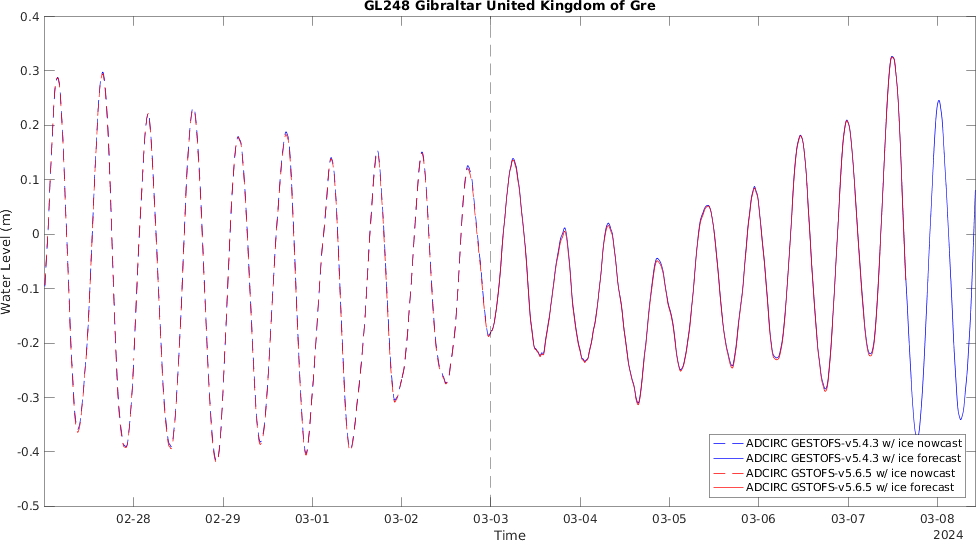 GL248 Gibraltar United Kingdom of Gre
0.4
0.3
0.2
0.1
0
-0.1
-0.2
-0.3
-0.4
-0.5
Water Level (m)
ADCIRC GESTOFS-v5.4.3 w/ ice nowcast
ADCIRC GESTOFS-v5.4.3 w/ ice forecast
ADCIRC GSTOFS-v5.6.5 w/ ice nowcast
ADCIRC GSTOFS-v5.6.5 w/ ice forecast
02-28 02-29 03-01 03-02 03-03 03-04 03-05 03-06 03-07 03-08
Time 2024